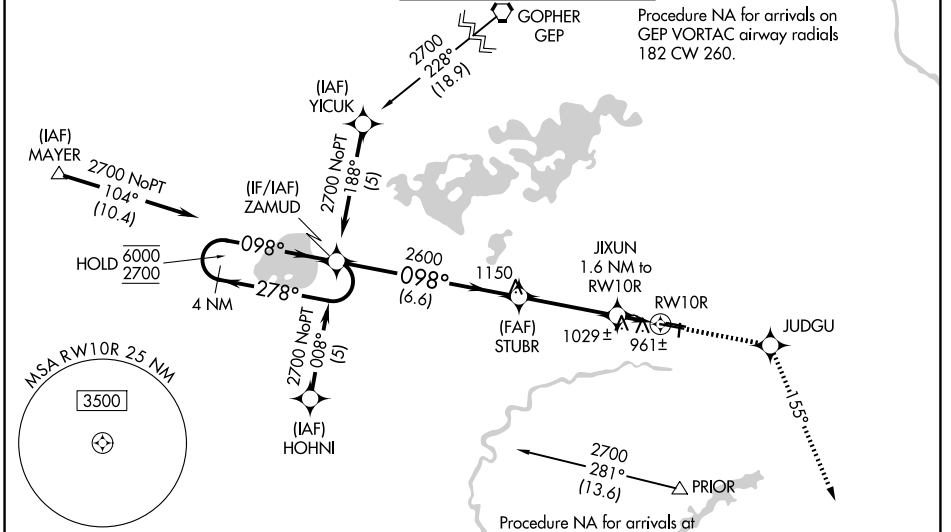 GOPHER
GEP
Procedure NA for arrivals on
GEP VORTAC airway radials
182 CW 260.
2700
228°
(18.9)
(IAF)
YICUK
(IAF)
MAYER
2700 NoPT
104°
(10.4)
2700 NoPT
188°
(5)
(IF/IAF)
ZAMUD
HOLD 6000
2700
098°
278°
4 NM
2600
098°
(6.6)
1150
(FAF)
STUBR
JIXUN
1.6 NM to
RW10R
RW10R
1029±
961±
JUDGU
155°
2700 NoPT
008°
(5)
(IAF)
HOHNI
MSA RW10R 25 NM
3500
2700
281°
(13.6)
PRIOR
Procedure NA for arrivals at